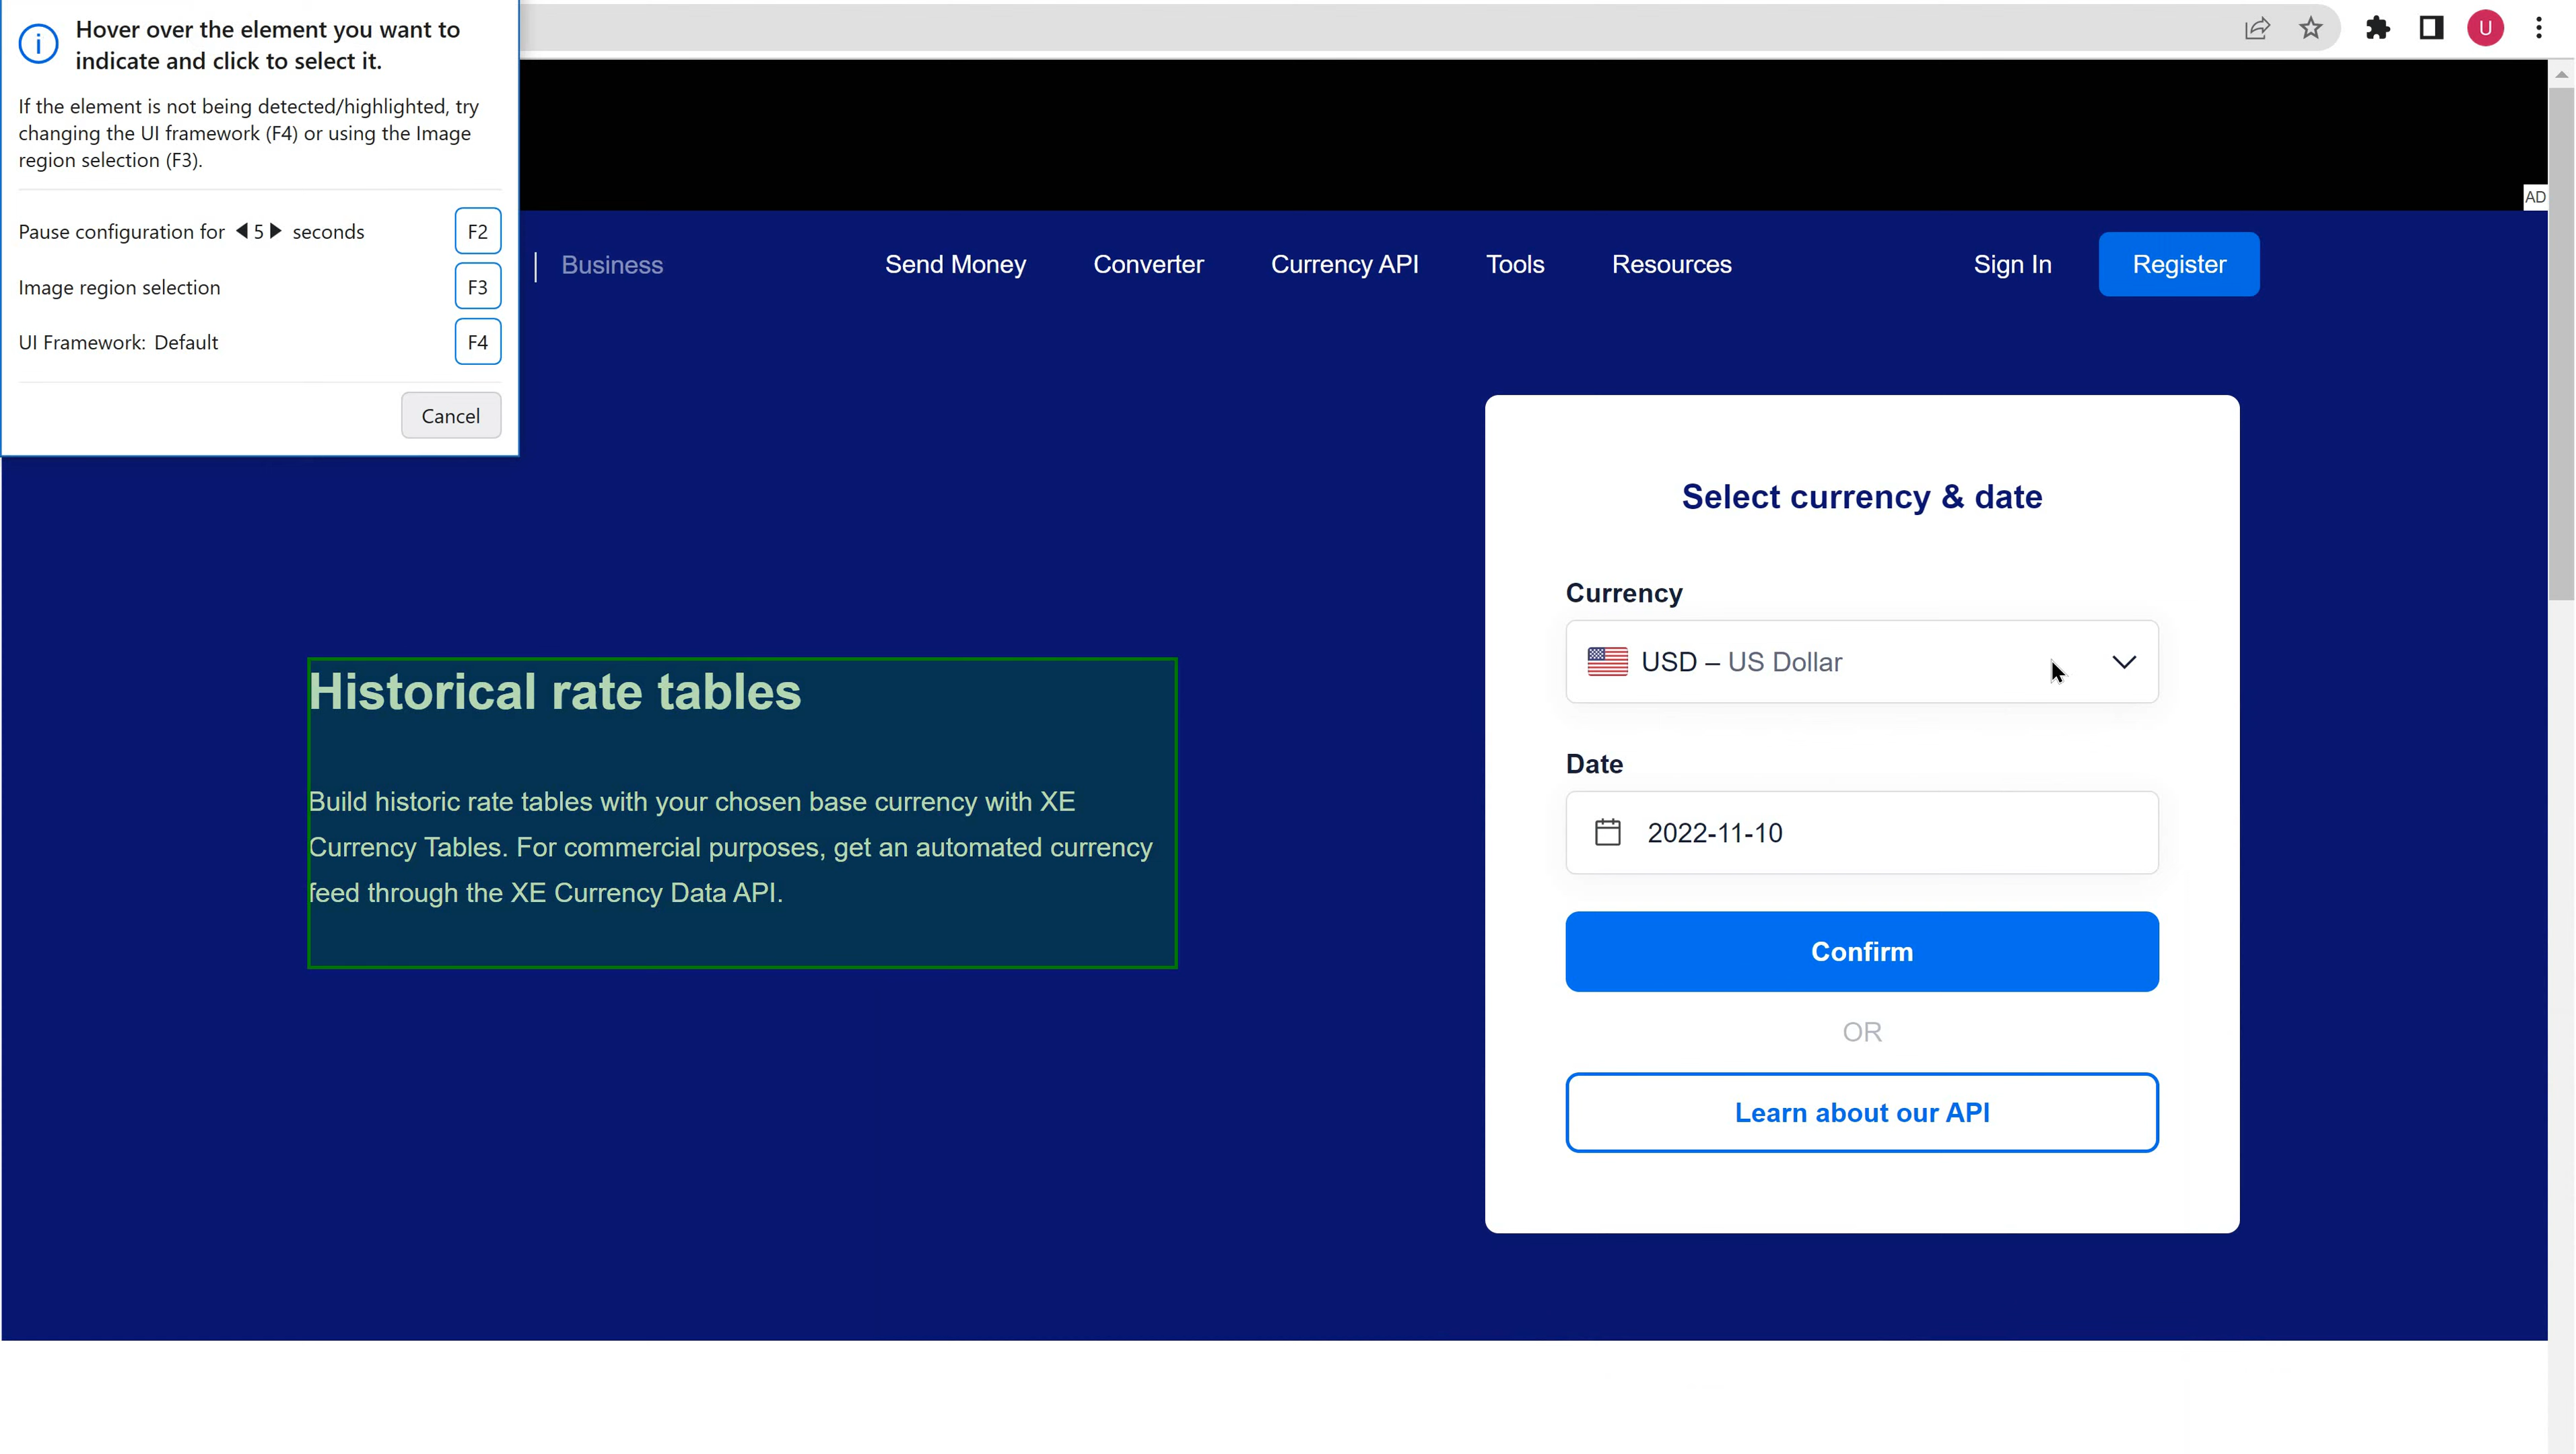 Hover over the element you want to
indicate and click to select it.
If the element is not being detected/highlighted, try
changing the UI framework (F4) or using the Image
region selection (F3).
Pause configuration for 5 seconds F2
Image region selection F3
UI Framework: Default F4
Cancel
U
AD
Business Send Money Converter Currency API Tools Resources Sign In Register
Historical rate tables
Build historic rate tables with your chosen base currency with XE
Currency Tables. For commercial purposes, get an automated currency
feed through the XE Currency Data API.
Select currency & date
Currency
USD – US Dollar
Date
2022-11-10
Confirm
OR
Learn about our API